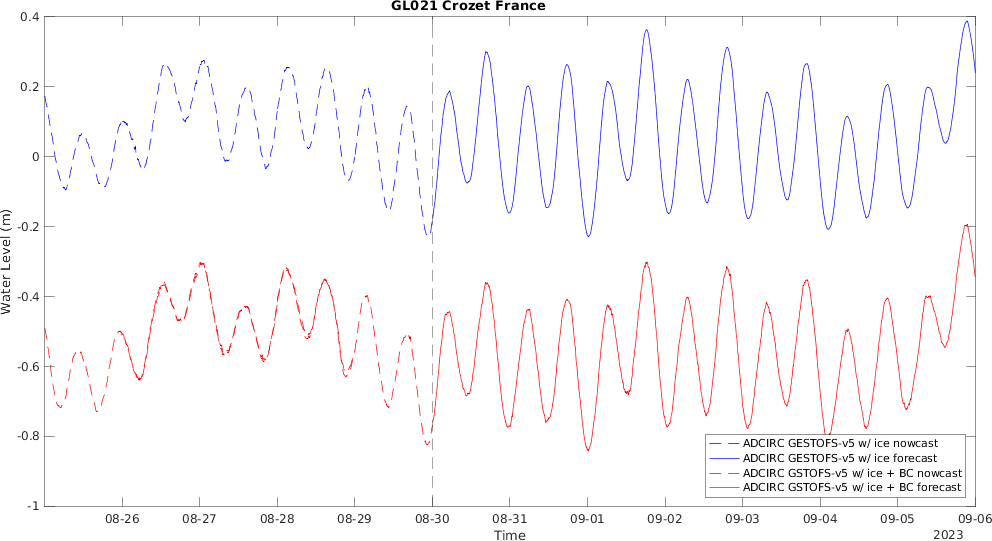 GL021 Crozet France
0.4
0.2
0
-0.2
-0.4
-0.6
-0.8
-1
Water Level (m)
ADCIRC GESTOFS-v5 w/ ice nowcast
ADCIRC GESTOFS-v5 w/ ice forecast
ADCIRC GSTOFS-v5 w/ ice + BC nowcast
ADCIRC GSTOFS-v5 w/ ice + BC forecast
08-26 08-27 08-28 08-29 08-30 08-31 09-01 09-02 09-03 09-04 09-05 09-06
Time
2023